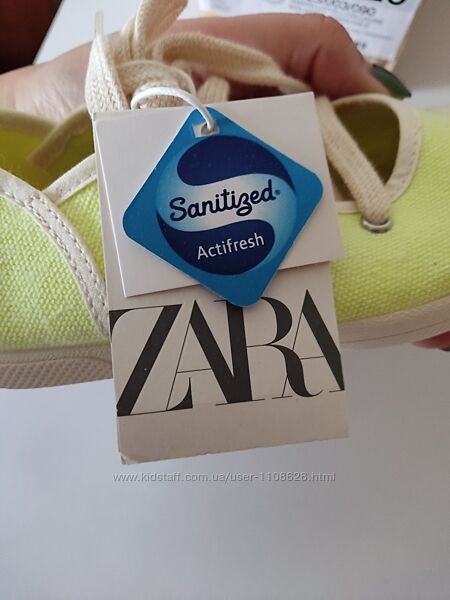 Sanitized®
Actifresh
ZARA
www.kidstaff.com.ua/user-1108628.html